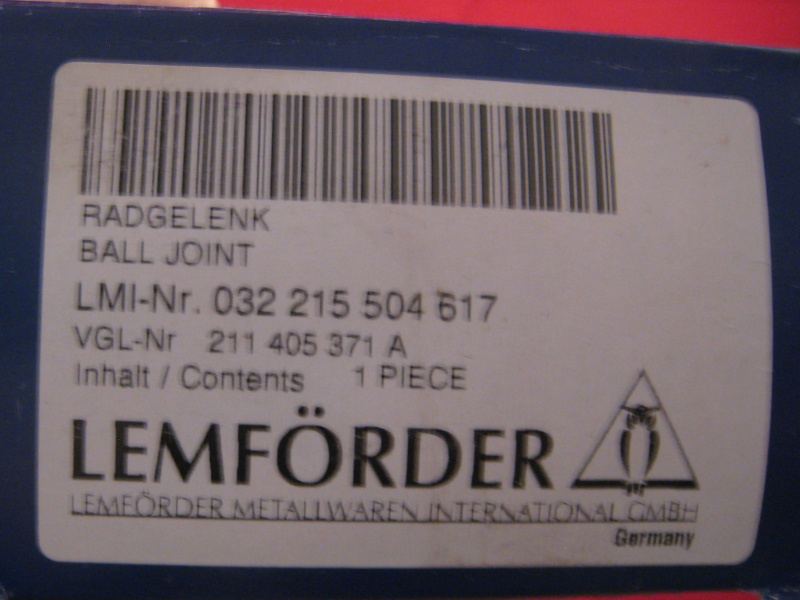 RADGELENK
BALL JOINT
LMI-Nr. 032 215 504 617
VGL-Nr 211 405 371 A
Inhalt / Contents 1 PIECE
LEMFÖRDER
LEMFÖRDER METALLWAREN INTERNATIONAL GMBH
Germany